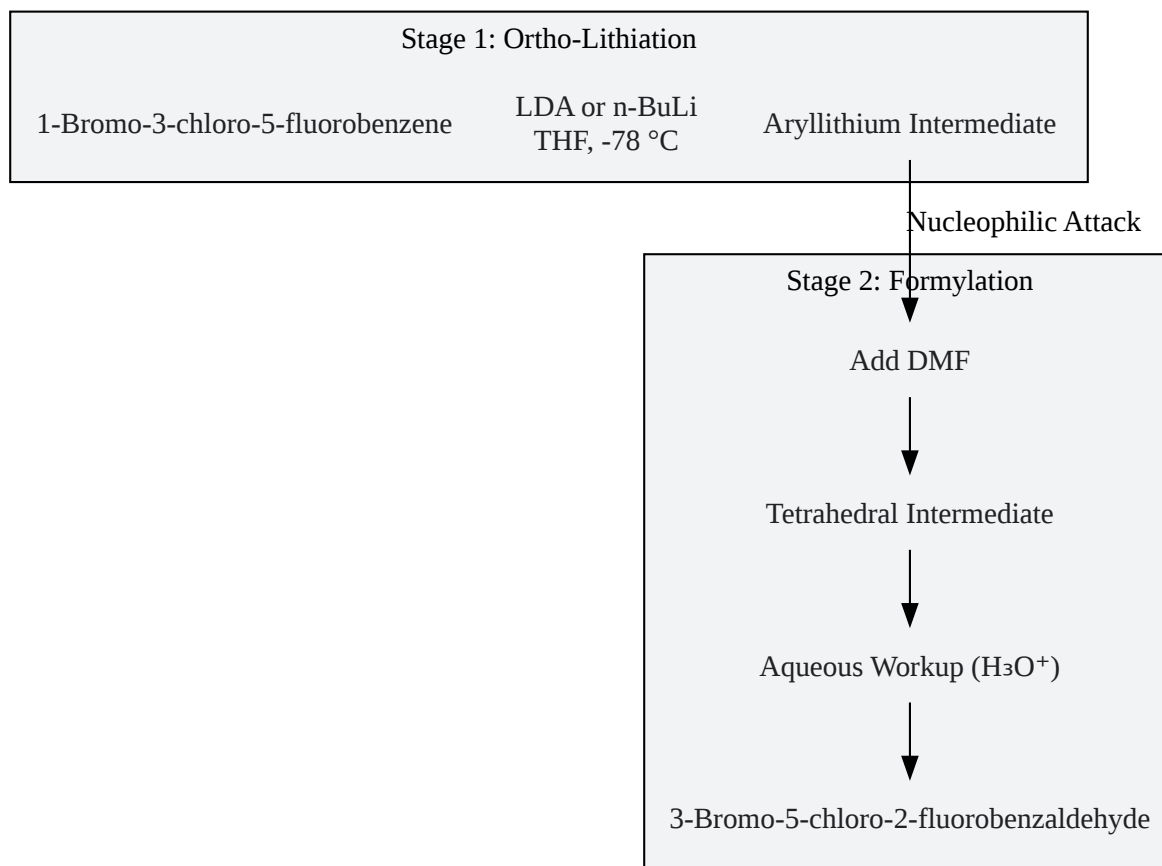 Stage 1: Ortho-Lithiation
1-Bromo-3-chloro-5-fluorobenzene
LDA or n-BuLi
THF, -78 °C
Aryllithium Intermediate
Nucleophilic Attack
Stage 2: Formylation
Add DMF
Tetrahedral Intermediate
Aqueous Workup (H₃O⁺)
3-Bromo-5-chloro-2-fluorobenzaldehyde